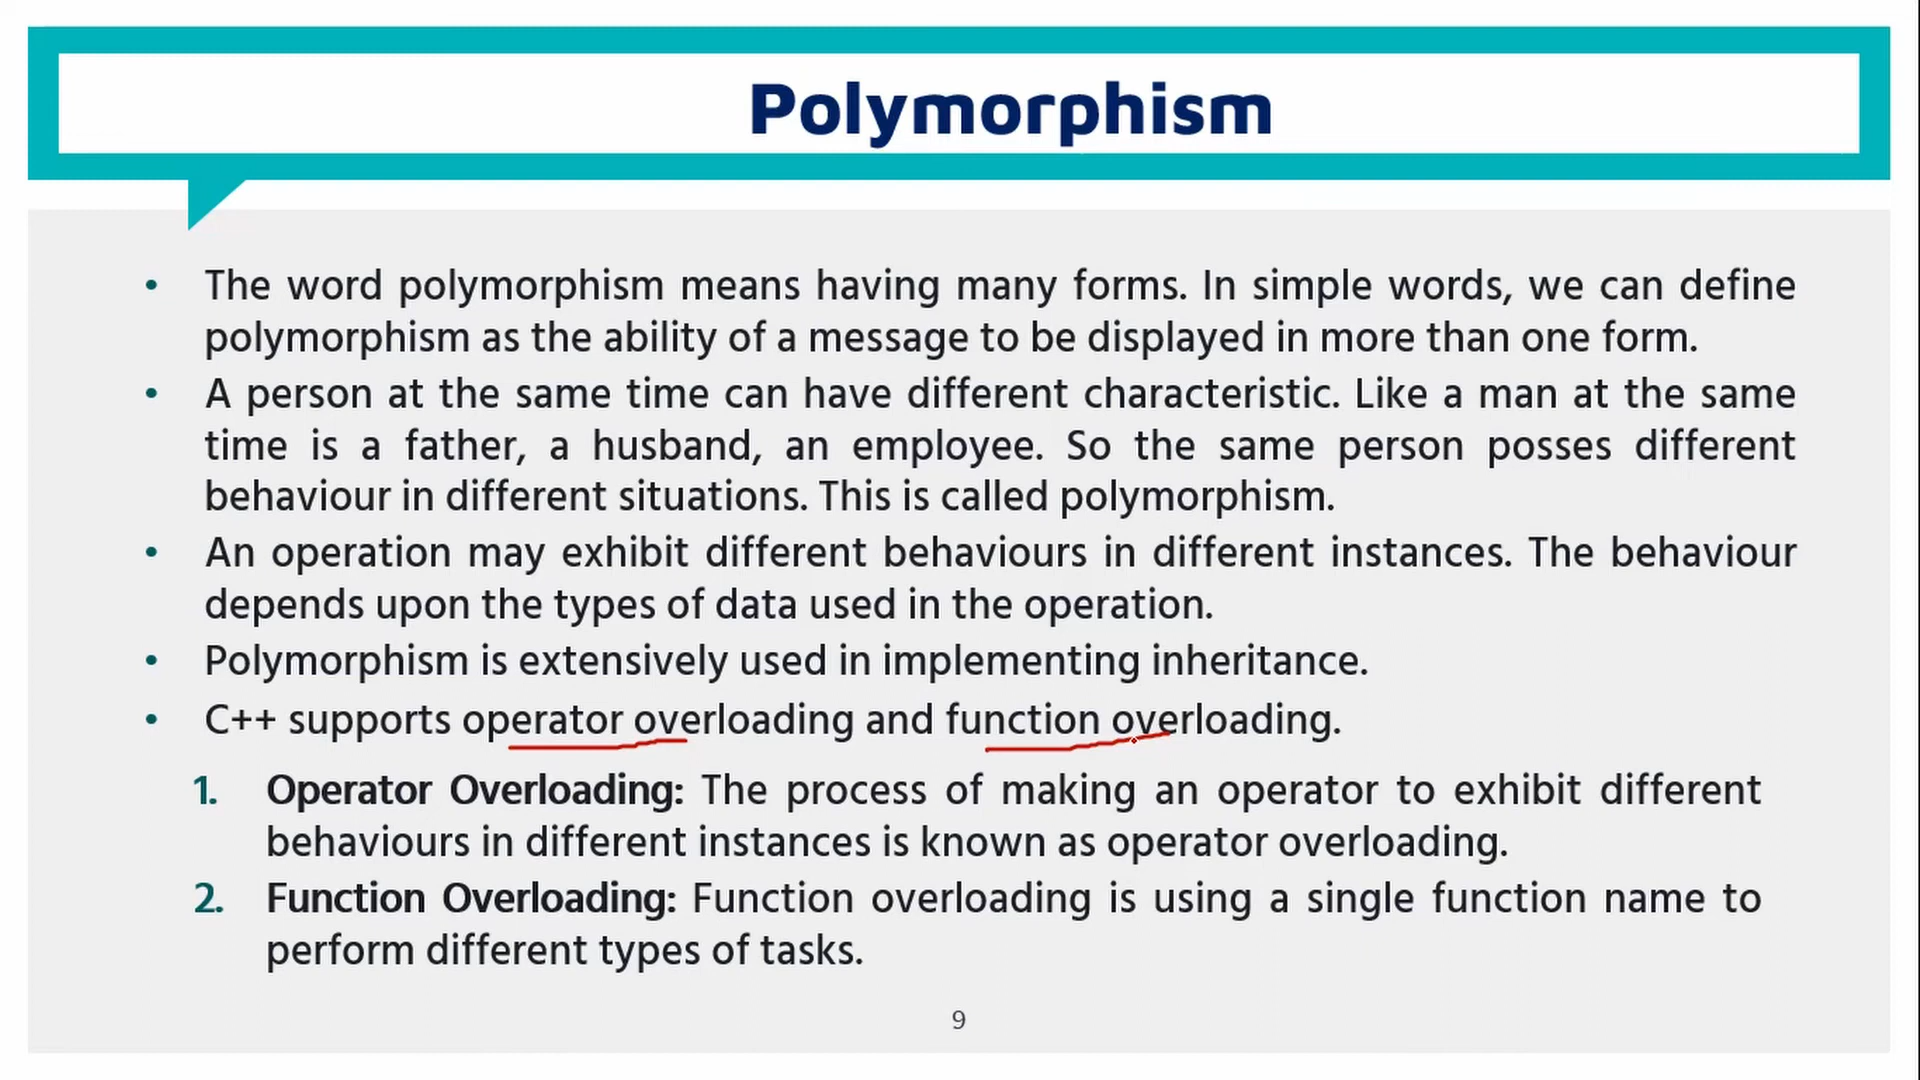 Polymorphism
• The word polymorphism means having many forms. In simple words, we can define
polymorphism as the ability of a message to be displayed in more than one form.
• A person at the same time can have different characteristic. Like a man at the same
time is a father, a husband, an employee. So the same person posses different
behaviour in different situations. This is called polymorphism.
• An operation may exhibit different behaviours in different instances. The behaviour
depends upon the types of data used in the operation.
• Polymorphism is extensively used in implementing inheritance.
• C++ supports operator overloading and function overloading.
1. Operator Overloading: The process of making an operator to exhibit different
behaviours in different instances is known as operator overloading.
2. Function Overloading: Function overloading is using a single function name to
perform different types of tasks.
9